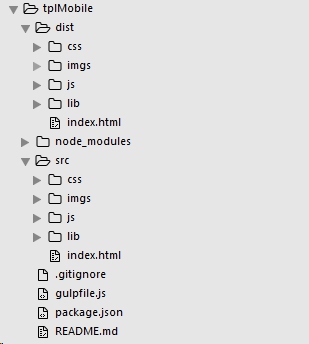 tplMobile
dist
css
imgs
js
lib
index.html
node_modules
src
css
imgs
js
lib
index.html
.gitignore
gulpfile.js
package.json
README.md